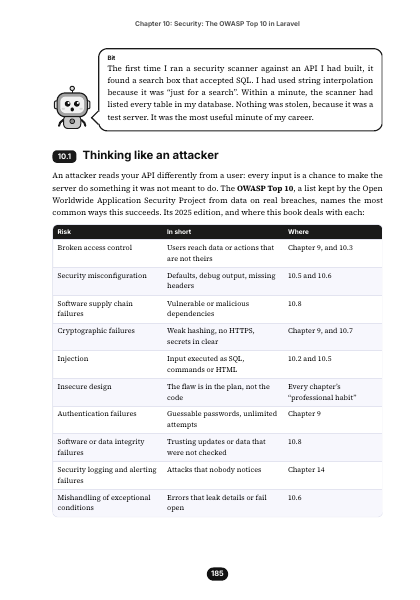 Chapter 10: Security: The OWASP Top 10 in Laravel
Bit
The first time I ran a security scanner against an API I had built, it
found a search box that accepted SQL. I had used string interpolation
because it was “just for a search”. Within a minute, the scanner had
listed every table in my database. Nothing was stolen, because it was a
test server. It was the most useful minute of my career.
10.1 Thinking like an attacker
An attacker reads your API differently from a user: every input is a chance to make the
server do something it was not meant to do. The OWASP Top 10, a list kept by the Open
Worldwide Application Security Project from data on real breaches, names the most
common ways this succeeds. Its 2025 edition, and where this book deals with each:
Risk In short Where
Broken access control Users reach data or actions that Chapter 9, and 10.3
are not theirs
Security misconfiguration Defaults, debug output, missing 10.5 and 10.6
headers
Software supply chain Vulnerable or malicious 10.8
failures dependencies
Cryptographic failures Weak hashing, no HTTPS, Chapter 9, and 10.7
secrets in clear
Injection Input executed as SQL, 10.2 and 10.5
commands or HTML
Insecure design The flaw is in the plan, not the Every chapter’s
code “professional habit”
Authentication failures Guessable passwords, unlimited Chapter 9
attempts
Software or data integrity Trusting updates or data that 10.8
failures were not checked
Security logging and alerting Attacks that nobody notices Chapter 14
failures
Mishandling of exceptional Errors that leak details or fail 10.6
conditions open
185